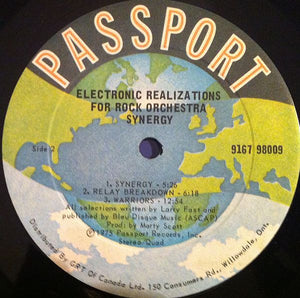 PASSPORT
ELECTRONIC REALIZATIONS
FOR ROCK ORCHESTRA
SYNERGY
Side 2
9167 98009
1. SYNERGY - 5:26
2. RELAY BREAKDOWN - 6:18
3. WARRIORS - 12:54
All selections written by Larry Fast and
published by Bleu Disque Music (ASCAP)
Prod. by Marty Scott
©1975 Passport Records, Inc.
Stereo-Quad
Distributed By GRT Of Canada Ltd. 150 Consumers Rd., Willowdale, Ont.